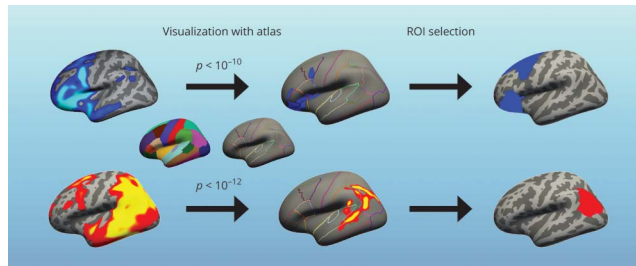 Visualization with atlas
ROI selection
p < 10⁻¹⁰
p < 10⁻¹²